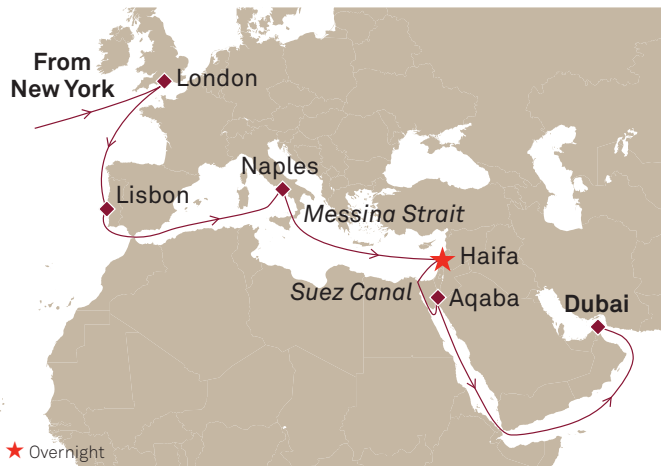 From
New York
London
Naples
Lisbon
Messina Strait
Haifa
Suez Canal
Aqaba
Dubai
Overnight